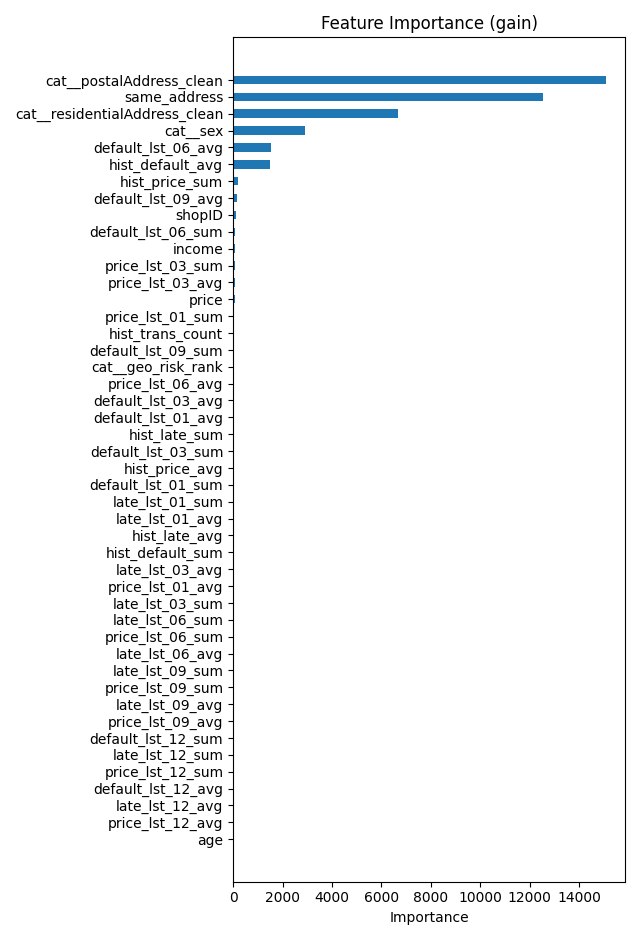 Feature Importance (gain)
cat__postalAddress_clean
same_address
cat__residentialAddress_clean
cat__sex
default_lst_06_avg
hist_default_avg
hist_price_sum
default_lst_09_avg
shopID
default_lst_06_sum
income
price_lst_03_sum
price_lst_03_avg
price
price_lst_01_sum
hist_trans_count
default_lst_09_sum
cat__geo_risk_rank
price_lst_06_avg
default_lst_03_avg
default_lst_01_avg
hist_late_sum
default_lst_03_sum
hist_price_avg
default_lst_01_sum
late_lst_01_sum
late_lst_01_avg
hist_late_avg
hist_default_sum
late_lst_03_avg
price_lst_01_avg
late_lst_03_sum
late_lst_06_sum
price_lst_06_sum
late_lst_06_avg
late_lst_09_sum
price_lst_09_sum
late_lst_09_avg
price_lst_09_avg
default_lst_12_sum
late_lst_12_sum
price_lst_12_sum
default_lst_12_avg
late_lst_12_avg
price_lst_12_avg
age
0 2000 4000 6000 8000 10000 12000 14000
Importance